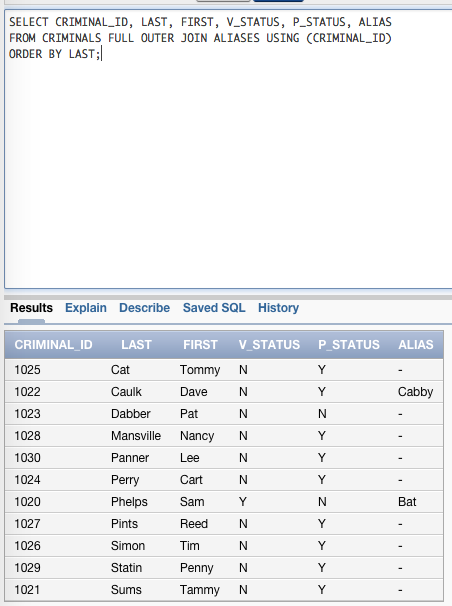 SELECT CRIMINAL_ID, LAST, FIRST, V_STATUS, P_STATUS, ALIAS
FROM CRIMINALS FULL OUTER JOIN ALIASES USING (CRIMINAL_ID)
ORDER BY LAST;
Results Explain Describe Saved SQL History
CRIMINAL_ID LAST FIRST V_STATUS P_STATUS ALIAS
1025 Cat Tommy N Y -
1022 Caulk Dave N Y Cabby
1023 Dabber Pat N N -
1028 Mansville Nancy N Y -
1030 Panner Lee N Y -
1024 Perry Cart N Y -
1020 Phelps Sam Y N Bat
1027 Pints Reed N Y -
1026 Simon Tim N Y -
1029 Statin Penny N Y -
1021 Sums Tammy N Y -